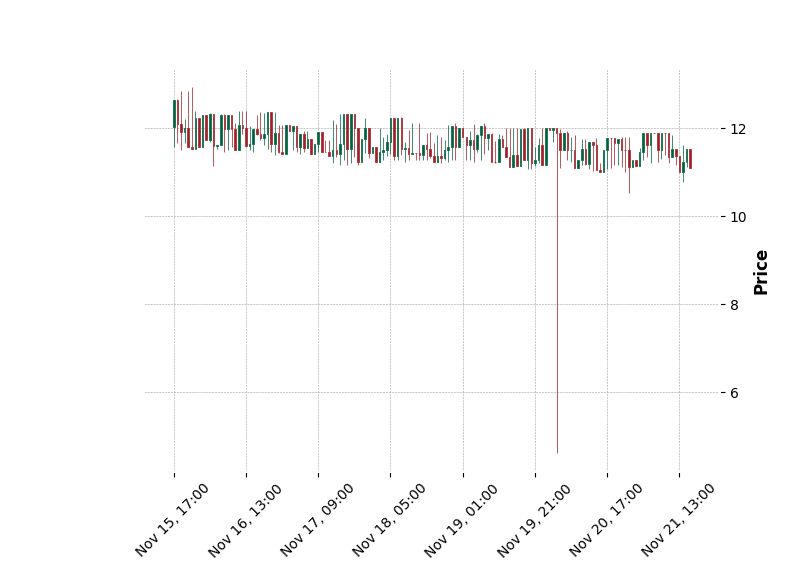 12
10
8
6
Price
Nov 15, 17:00
Nov 16, 13:00
Nov 17, 09:00
Nov 18, 05:00
Nov 19, 01:00
Nov 19, 21:00
Nov 20, 17:00
Nov 21, 13:00